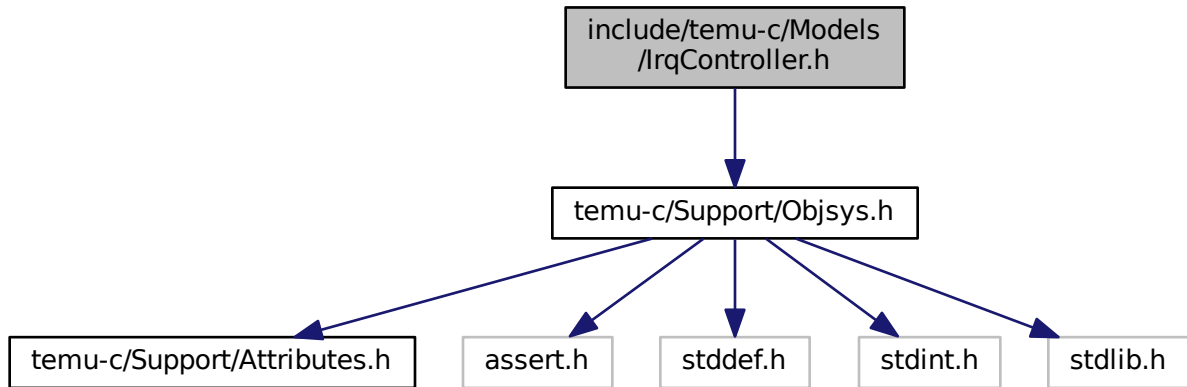 include/temu-c/Models
/IrqController.h
temu-c/Support/Objsys.h
temu-c/Support/Attributes.h
assert.h
stddef.h
stdint.h
stdlib.h